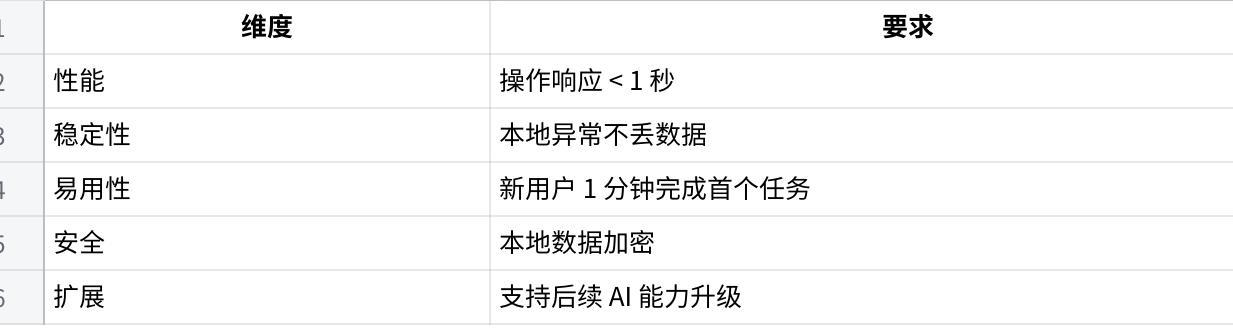 1 维度 要求
2 性能 操作响应 < 1 秒
3 稳定性 本地异常不丢数据
4 易用性 新用户 1 分钟完成首个任务
5 安全 本地数据加密
6 扩展 支持后续 AI 能力升级